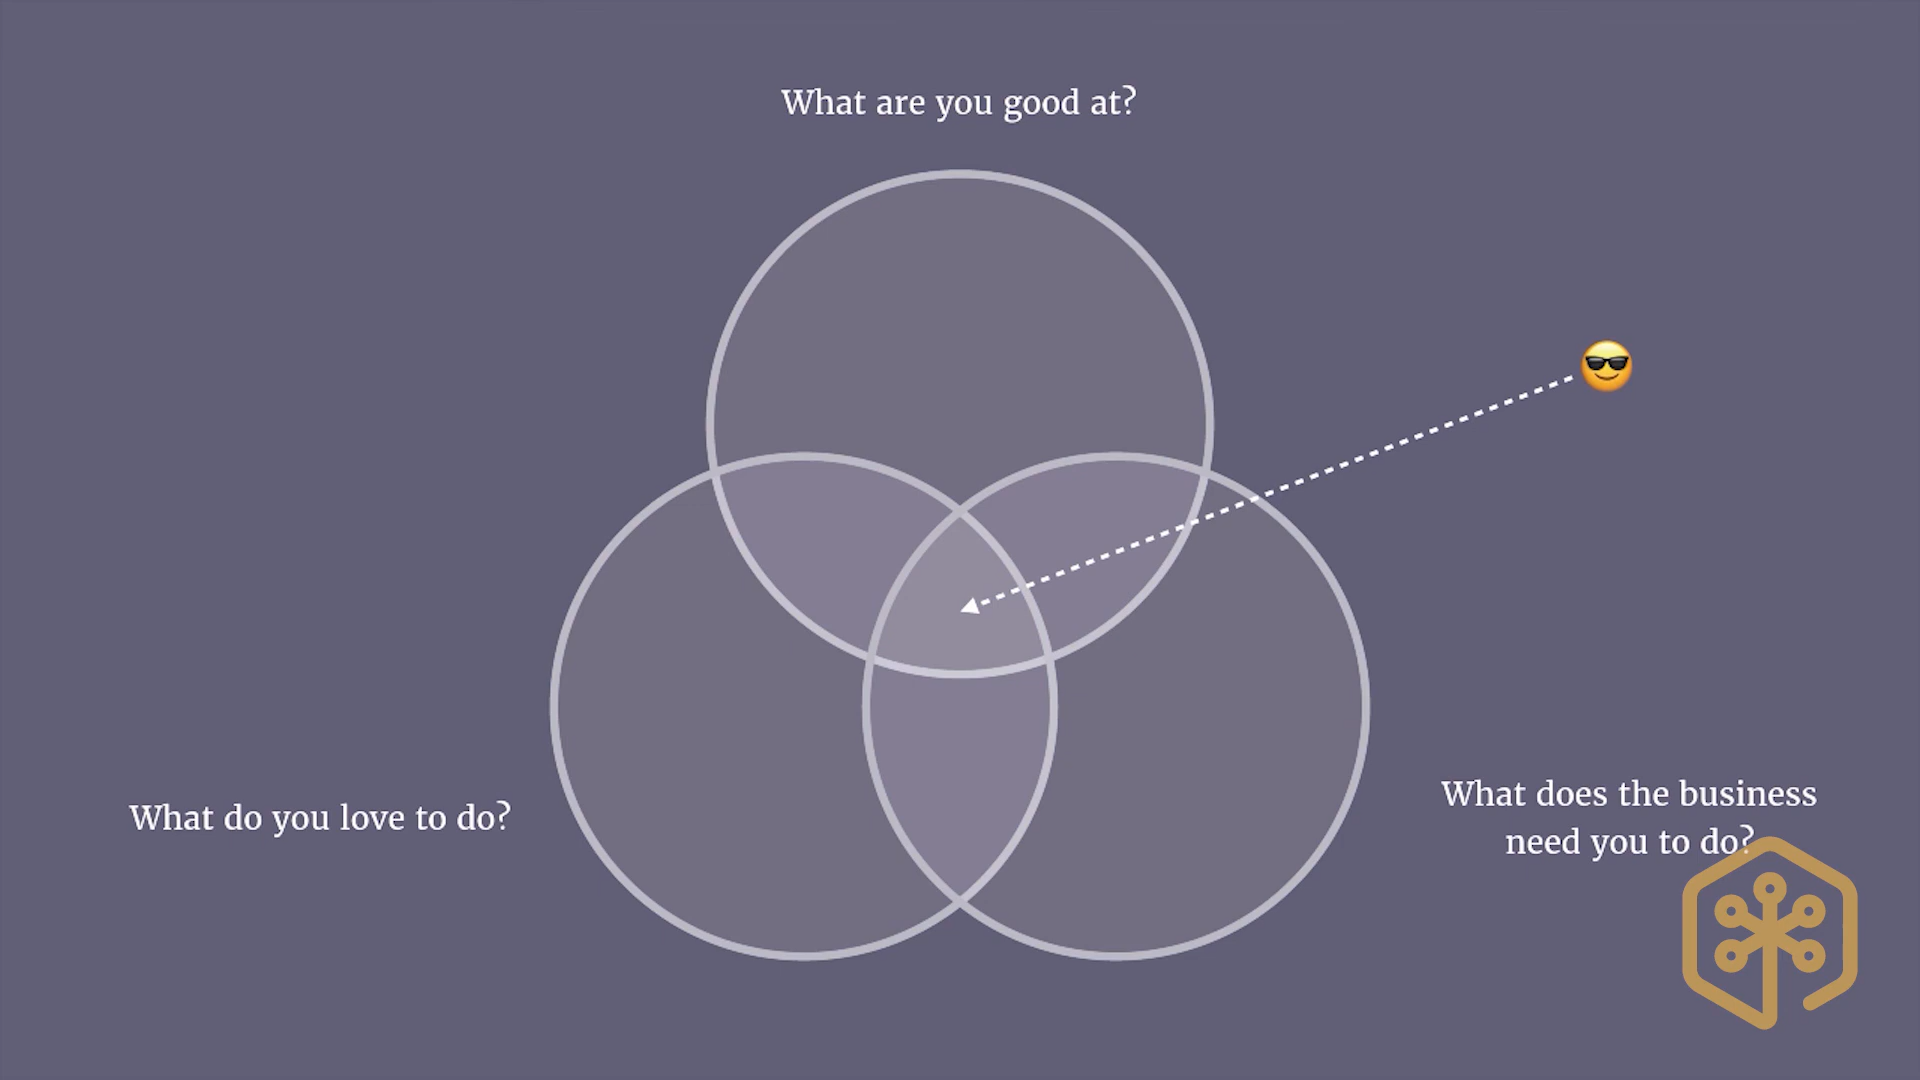 What are you good at?
What do you love to do?
What does the business
need you to do?